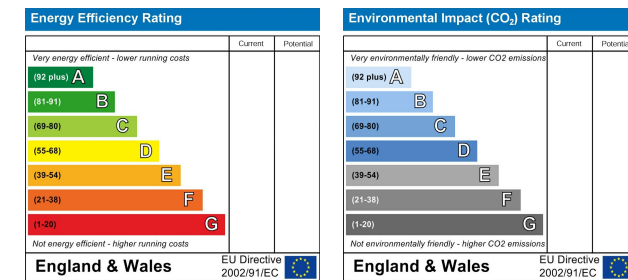 Energy Efficiency Rating
Current Potential
Very energy efficient - lower running costs
(92 plus) A
(81-91) B
(69-80) C
(55-68) D
(39-54) E
(21-38) F
(1-20) G
Not energy efficient - higher running costs
England & Wales
EU Directive
2002/91/EC
Environmental Impact (CO₂) Rating
Current Potential
Very environmentally friendly - lower CO2 emissions
(92 plus) A
(81-91) B
(69-80) C
(55-68) D
(39-54) E
(21-38) F
(1-20) G
Not environmentally friendly - higher CO2 emissions
England & Wales
EU Directive
2002/91/EC